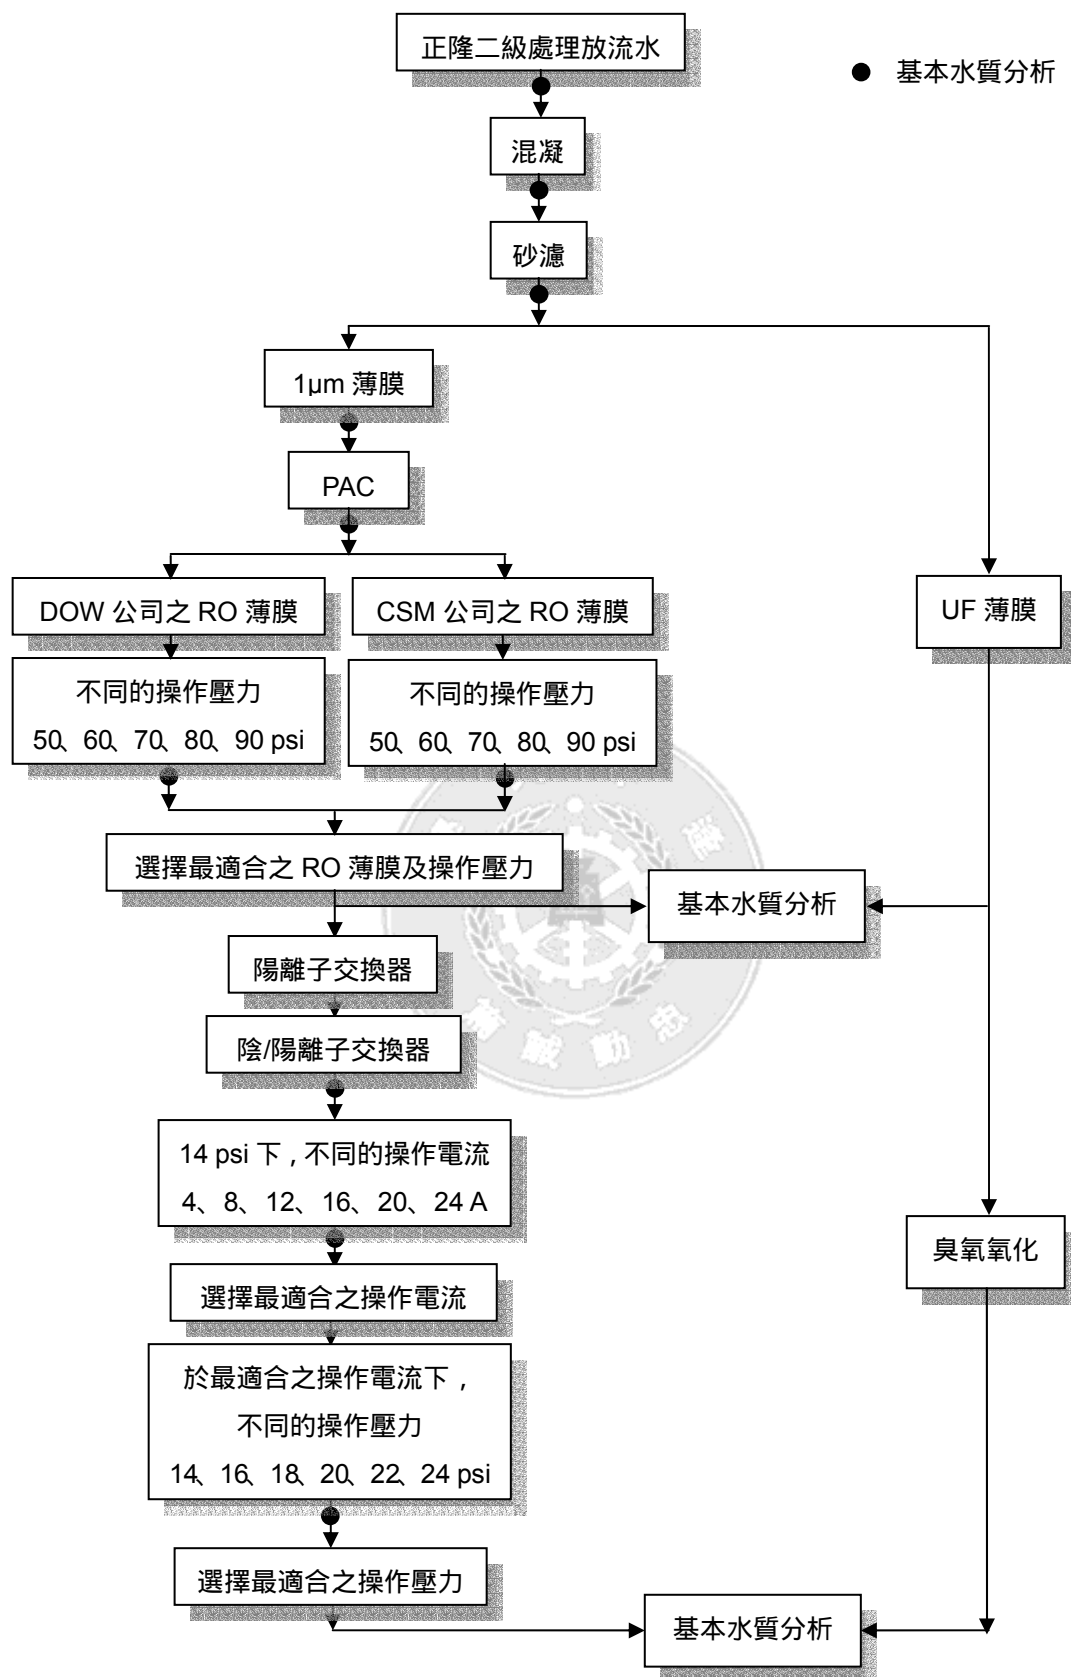 正隆二級處理放流水
● 基本水質分析
混凝
砂濾
1μm 薄膜
PAC
DOW 公司之 RO 薄膜
CSM 公司之 RO 薄膜
UF 薄膜
不同的操作壓力
50、60、70、80、90 psi
不同的操作壓力
50、60、70、80、90 psi
選擇最適合之 RO 薄膜及操作壓力
基本水質分析
陽離子交換器
陰/陽離子交換器
14 psi 下，不同的操作電流
4、8、12、16、20、24 A
臭氧氧化
選擇最適合之操作電流
於最適合之操作電流下，
不同的操作壓力
14、16、18、20、22、24 psi
選擇最適合之操作壓力
基本水質分析